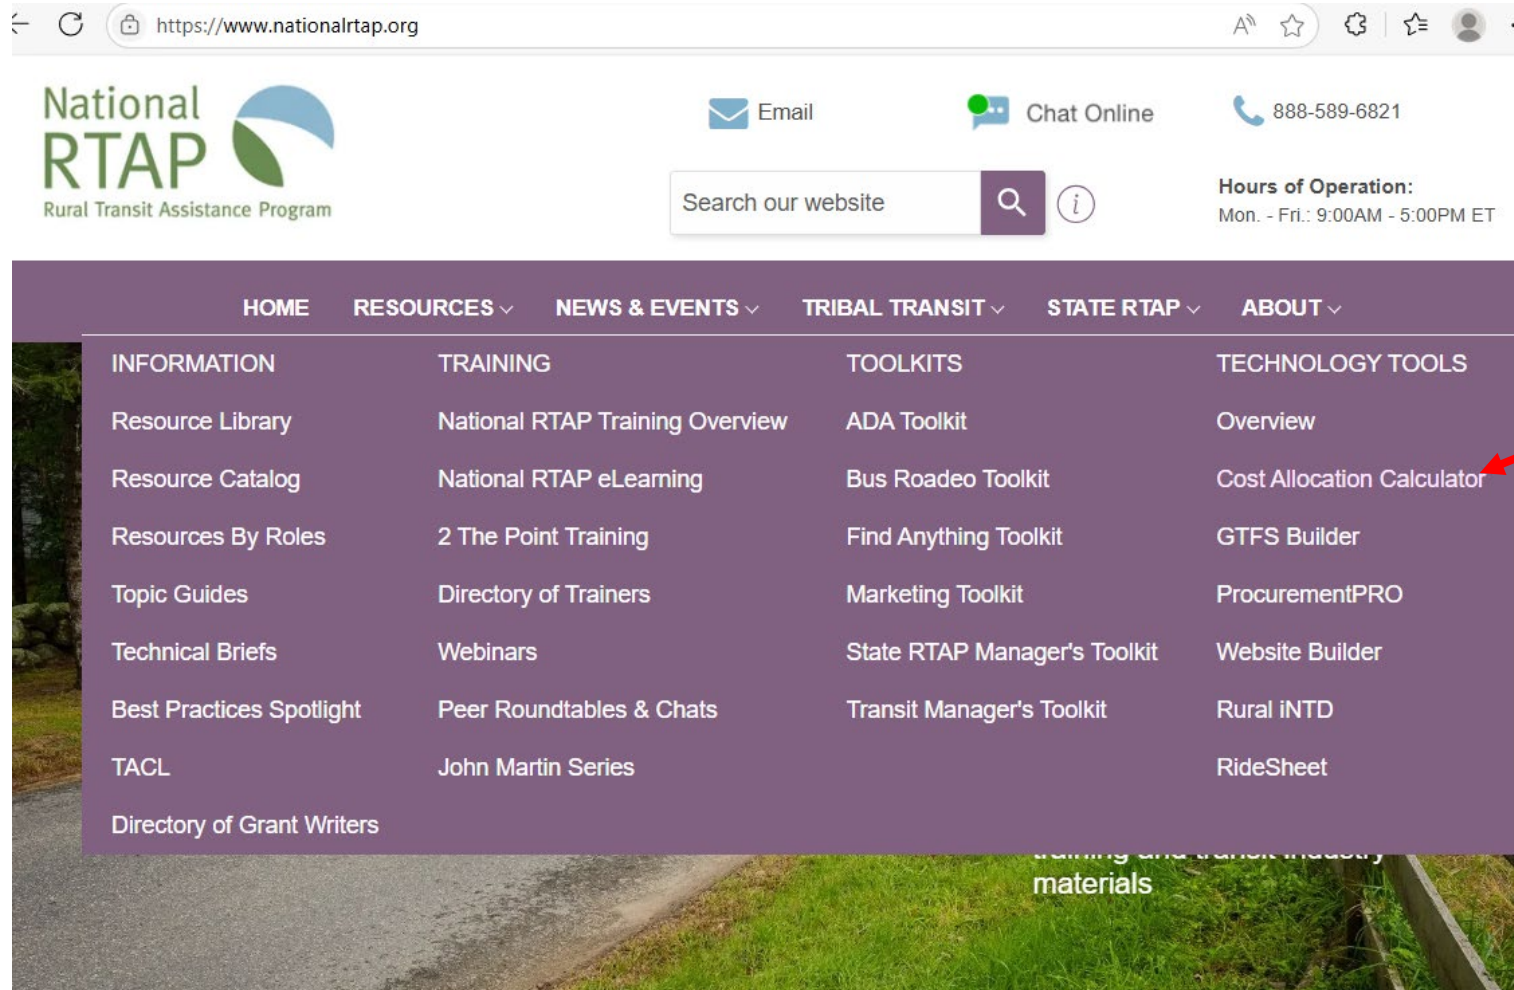 https://www.nationalrtap.org
National
RTAP
Rural Transit Assistance Program
Email
Chat Online
888-589-6821
Search our website
i
Hours of Operation:
Mon. - Fri.: 9:00AM - 5:00PM ET
HOME RESOURCES NEWS & EVENTS TRIBAL TRANSIT STATE RTAP ABOUT
INFORMATION
Resource Library
Resource Catalog
Resources By Roles
Topic Guides
Technical Briefs
Best Practices Spotlight
TACL
Directory of Grant Writers
TRAINING
National RTAP Training Overview
National RTAP eLearning
2 The Point Training
Directory of Trainers
Webinars
Peer Roundtables & Chats
John Martin Series
TOOLKITS
ADA Toolkit
Bus Roadeo Toolkit
Find Anything Toolkit
Marketing Toolkit
State RTAP Manager's Toolkit
Transit Manager's Toolkit
TECHNOLOGY TOOLS
Overview
Cost Allocation Calculator
GTFS Builder
ProcurementPRO
Website Builder
Rural iNTD
RideSheet
training and transit industry
materials